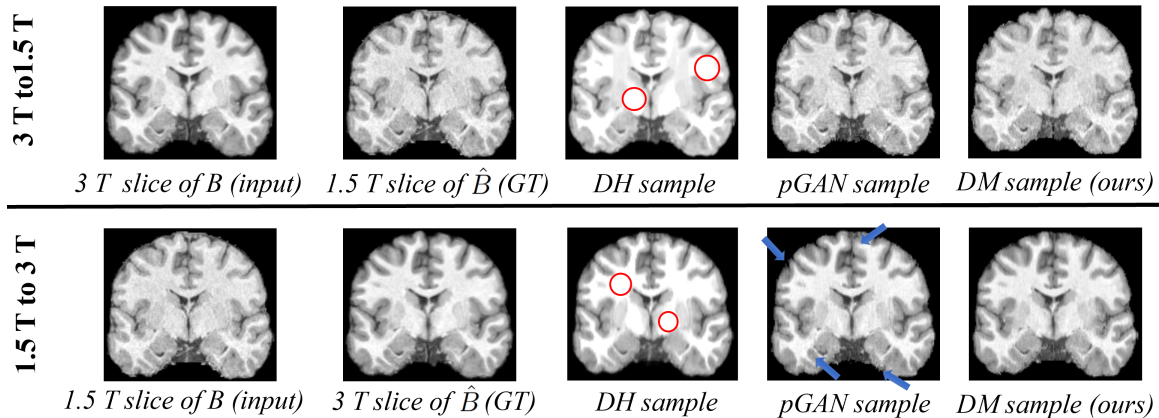 3 T to1.5 T
3 T slice of B (input)
1.5 T slice of B̂ (GT)
DH sample
pGAN sample
DM sample (ours)
1.5 T to 3 T
1.5 T slice of B (input)
3 T slice of B̂ (GT)
DH sample
pGAN sample
DM sample (ours)